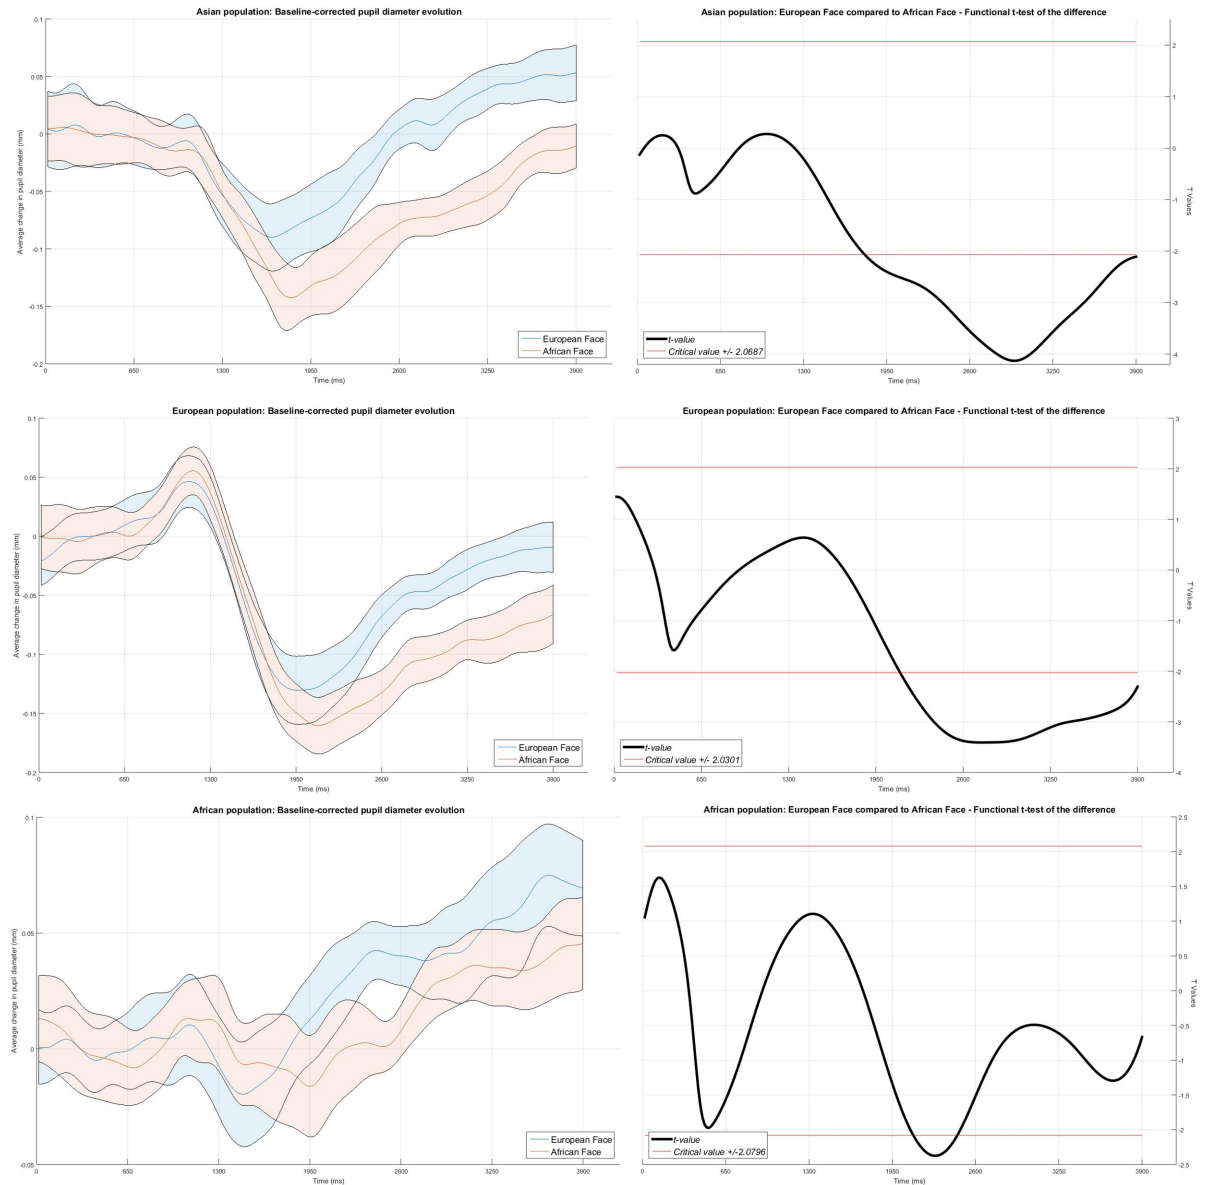 Asian population: Baseline-corrected pupil diameter evolution
0.1
0.05
0
-0.05
-0.1
-0.15
-0.2
Average change in pupil diameter (mm)
0 650 1300 1950 2600 3250 3900
Time (ms)
European Face
African Face
Asian population: European Face compared to African Face - Functional t-test of the difference
2
1
0
-1
-2
-3
-4
T Values
0 650 1300 1950 2600 3250 3900
Time (ms)
t-value
Critical value +/- 2.0687
European population: Baseline-corrected pupil diameter evolution
0.1
0.05
0
-0.05
-0.1
-0.15
-0.2
Average change in pupil diameter (mm)
0 650 1300 1950 2600 3250 3900
Time (ms)
European Face
African Face
European population: European Face compared to African Face - Functional t-test of the difference
3
2
1
0
-1
-2
-3
-4
T Values
0 650 1300 1950 2600 3250 3900
Time (ms)
t-value
Critical value +/- 2.0301
African population: Baseline-corrected pupil diameter evolution
0.1
0.05
0
-0.05
Average change in pupil diameter (mm)
0 650 1300 1950 2600 3250 3900
Time (ms)
European Face
African Face
African population: European Face compared to African Face - Functional t-test of the difference
2.5
2
1.5
1
0.5
0
-0.5
-1
-1.5
-2
-2.5
T Values
0 650 1300 1950 2600 3250 3900
Time (ms)
t-value
Critical value +/-2.0796